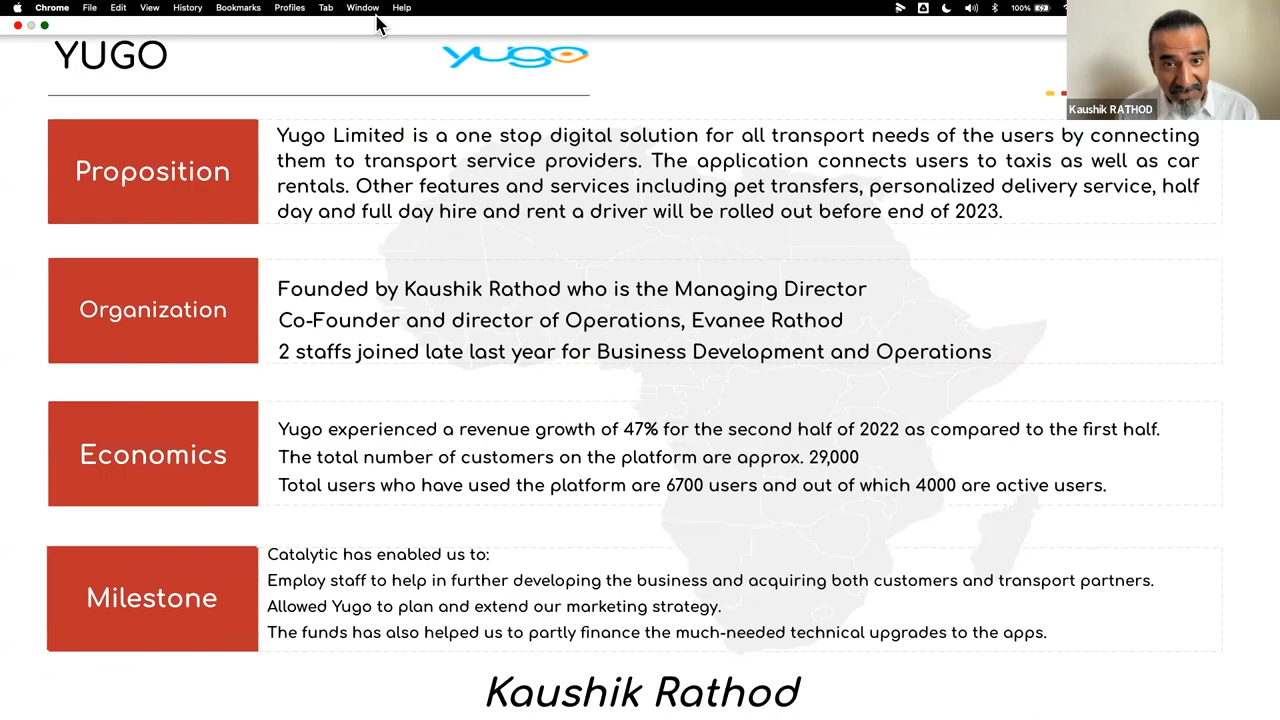 Chrome File Edit View History Bookmarks Profiles Tab Window Help 100%
YUGO
yugo
Kaushik RATHOD
Proposition
Yugo Limited is a one stop digital solution for all transport needs of the users by connecting
them to transport service providers. The application connects users to taxis as well as car
rentals. Other features and services including pet transfers, personalized delivery service, half
day and full day hire and rent a driver will be rolled out before end of 2023.
Organization
Founded by Kaushik Rathod who is the Managing Director
Co-Founder and director of Operations, Evanee Rathod
2 staffs joined late last year for Business Development and Operations
Economics
Yugo experienced a revenue growth of 47% for the second half of 2022 as compared to the first half.
The total number of customers on the platform are approx. 29,000
Total users who have used the platform are 6700 users and out of which 4000 are active users.
Milestone
Catalytic has enabled us to:
Employ staff to help in further developing the business and acquiring both customers and transport partners.
Allowed Yugo to plan and extend our marketing strategy.
The funds has also helped us to partly finance the much-needed technical upgrades to the apps.
Kaushik Rathod